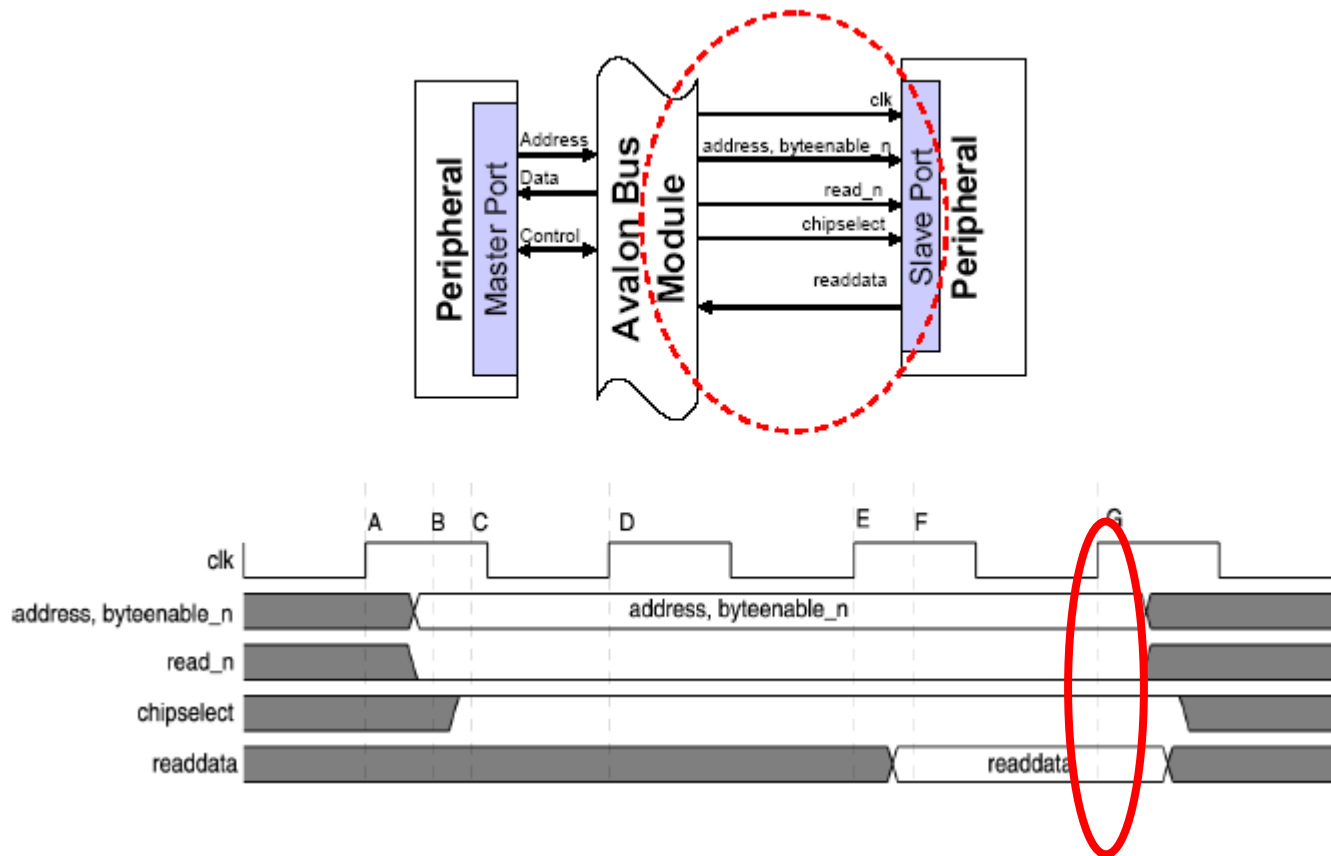 clk
Address
address, byteenable_n
Data
read_n
Control
chipselect
readdata
Peripheral
Master Port
Avalon Bus
Module
Slave Port
Peripheral
A
B
C
D
E
F
G
clk
address, byteenable_n
address, byteenable_n
read_n
chipselect
readdata
readdata